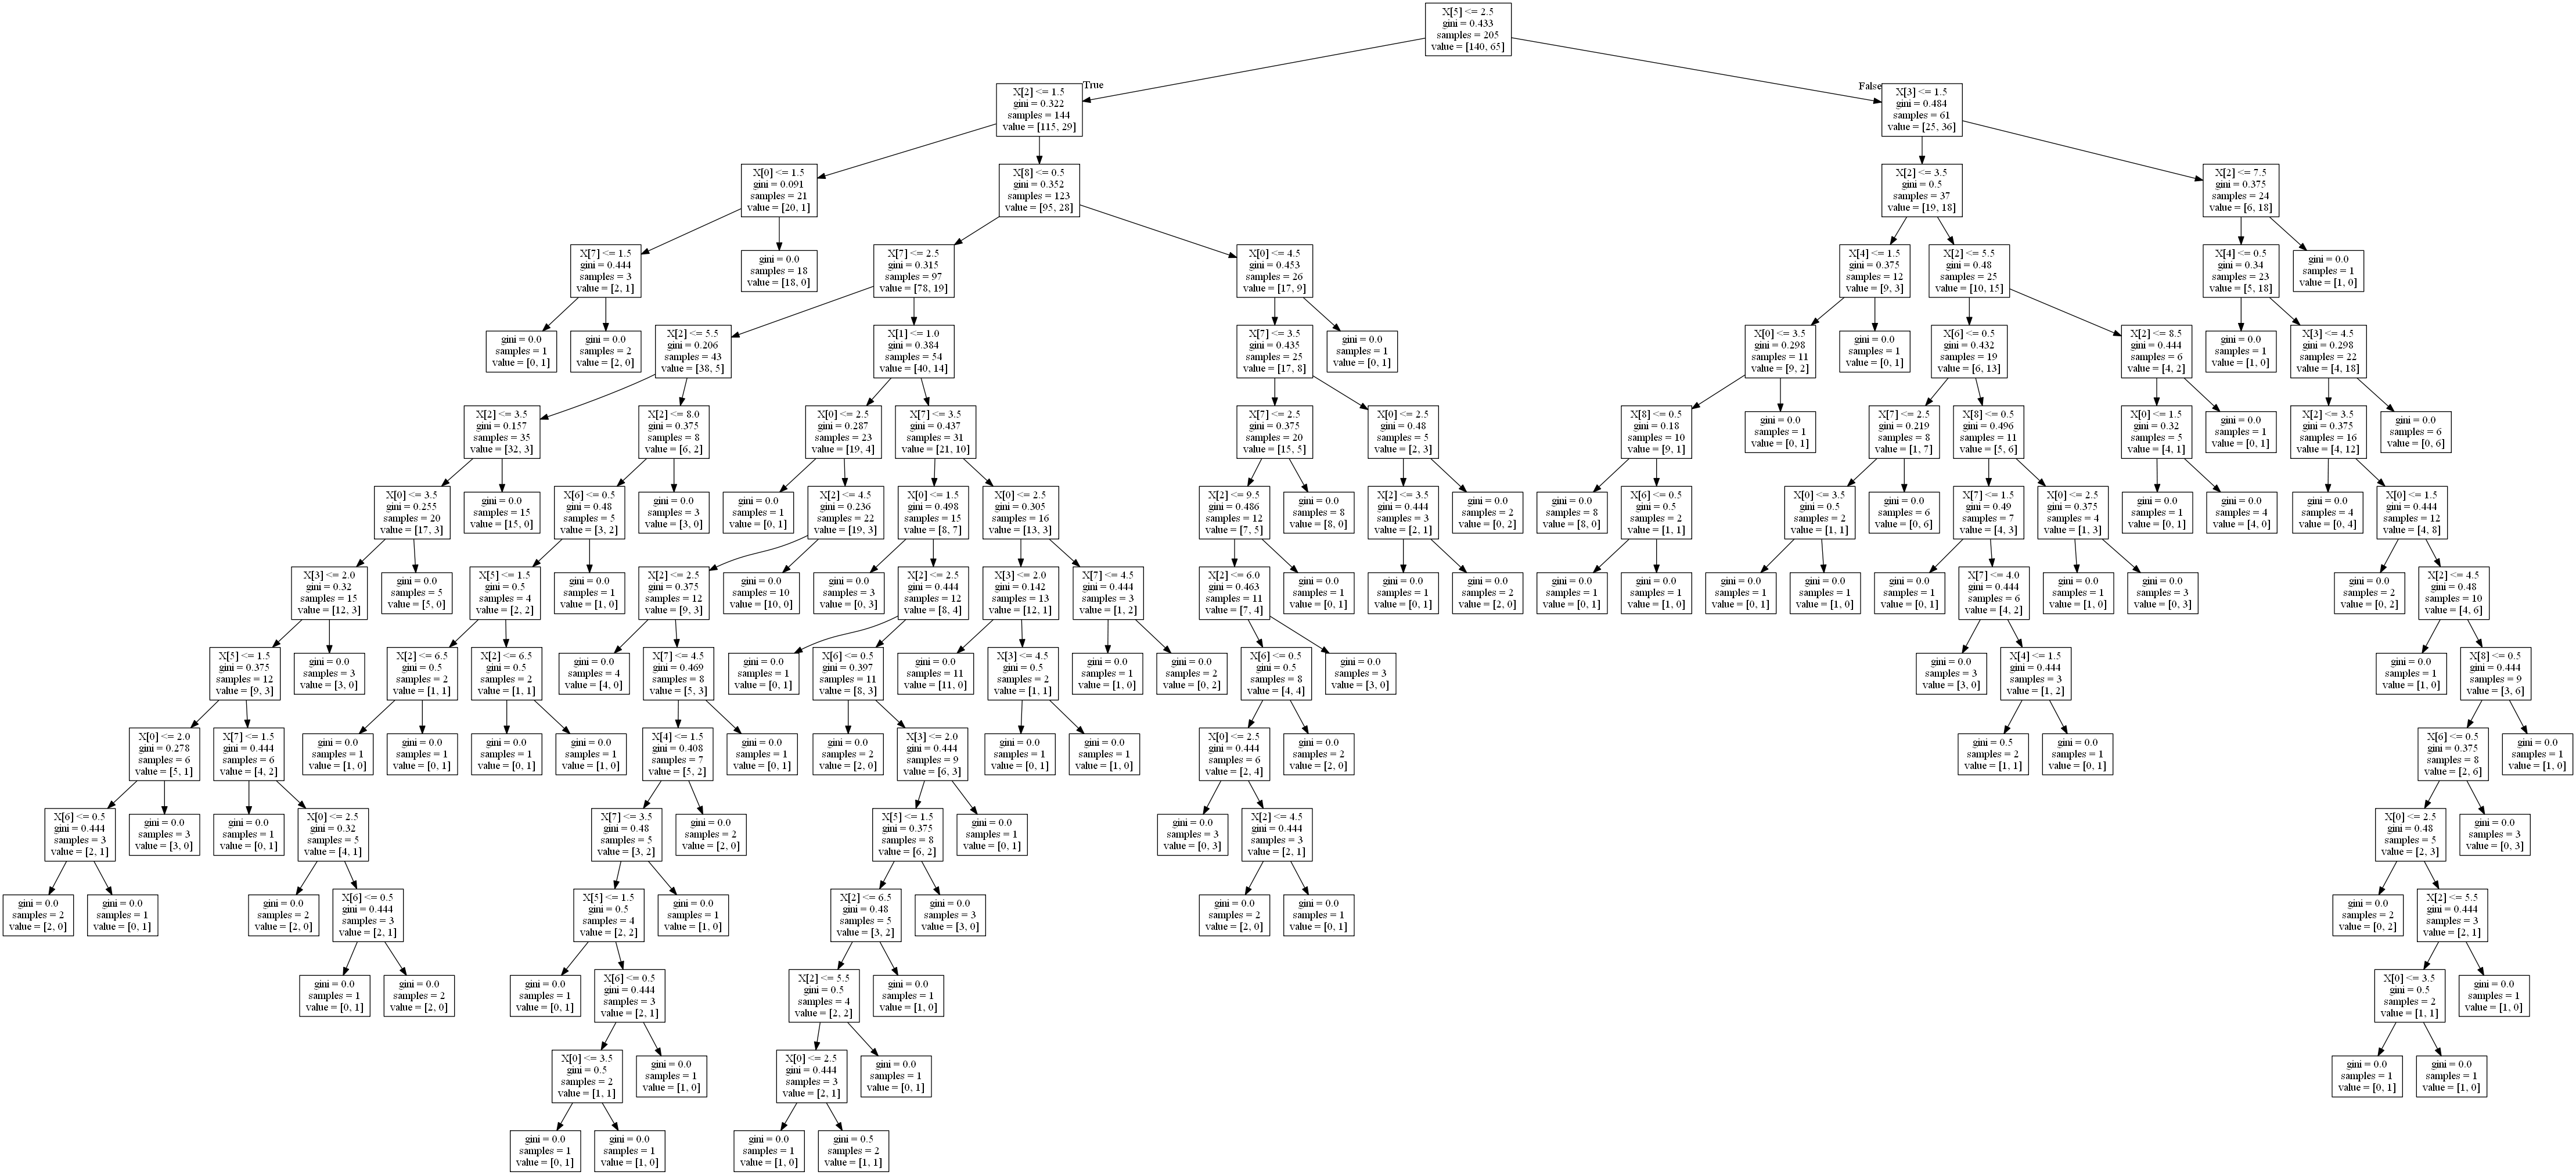 X[5] <= 2.5
gini = 0.433
samples = 205
value = [140, 65]
True
False
X[2] <= 1.5
gini = 0.322
samples = 144
value = [115, 29]
X[3] <= 1.5
gini = 0.484
samples = 61
value = [25, 36]
X[0] <= 1.5
gini = 0.091
samples = 21
value = [20, 1]
X[8] <= 0.5
gini = 0.352
samples = 123
value = [95, 28]
X[2] <= 3.5
gini = 0.5
samples = 37
value = [19, 18]
X[2] <= 7.5
gini = 0.375
samples = 24
value = [6, 18]
X[7] <= 1.5
gini = 0.444
samples = 3
value = [2, 1]
gini = 0.0
samples = 18
value = [18, 0]
X[7] <= 2.5
gini = 0.315
samples = 97
value = [78, 19]
X[0] <= 4.5
gini = 0.453
samples = 26
value = [17, 9]
X[4] <= 1.5
gini = 0.375
samples = 12
value = [9, 3]
X[2] <= 5.5
gini = 0.48
samples = 25
value = [10, 15]
X[4] <= 0.5
gini = 0.34
samples = 23
value = [5, 18]
gini = 0.0
samples = 1
value = [1, 0]
gini = 0.0
samples = 1
value = [0, 1]
gini = 0.0
samples = 2
value = [2, 0]
X[2] <= 5.5
gini = 0.206
samples = 43
value = [38, 5]
X[1] <= 1.0
gini = 0.384
samples = 54
value = [40, 14]
X[7] <= 3.5
gini = 0.435
samples = 25
value = [17, 8]
gini = 0.0
samples = 1
value = [0, 1]
X[0] <= 3.5
gini = 0.298
samples = 11
value = [9, 2]
gini = 0.0
samples = 1
value = [0, 1]
X[6] <= 0.5
gini = 0.432
samples = 19
value = [6, 13]
X[2] <= 8.5
gini = 0.444
samples = 6
value = [4, 2]
gini = 0.0
samples = 1
value = [1, 0]
X[3] <= 4.5
gini = 0.298
samples = 22
value = [4, 18]
X[2] <= 3.5
gini = 0.157
samples = 35
value = [32, 3]
X[2] <= 8.0
gini = 0.375
samples = 8
value = [6, 2]
X[0] <= 2.5
gini = 0.287
samples = 23
value = [19, 4]
X[7] <= 3.5
gini = 0.437
samples = 31
value = [21, 10]
X[7] <= 2.5
gini = 0.375
samples = 20
value = [15, 5]
X[0] <= 2.5
gini = 0.48
samples = 5
value = [2, 3]
X[8] <= 0.5
gini = 0.18
samples = 10
value = [9, 1]
gini = 0.0
samples = 1
value = [0, 1]
X[7] <= 2.5
gini = 0.219
samples = 8
value = [1, 7]
X[8] <= 0.5
gini = 0.496
samples = 11
value = [5, 6]
X[0] <= 1.5
gini = 0.32
samples = 5
value = [4, 1]
gini = 0.0
samples = 1
value = [0, 1]
X[2] <= 3.5
gini = 0.375
samples = 16
value = [4, 12]
gini = 0.0
samples = 6
value = [0, 6]
X[0] <= 3.5
gini = 0.255
samples = 20
value = [17, 3]
gini = 0.0
samples = 15
value = [15, 0]
X[6] <= 0.5
gini = 0.48
samples = 5
value = [3, 2]
gini = 0.0
samples = 3
value = [3, 0]
gini = 0.0
samples = 1
value = [0, 1]
X[2] <= 4.5
gini = 0.236
samples = 22
value = [19, 3]
X[0] <= 1.5
gini = 0.498
samples = 15
value = [8, 7]
X[0] <= 2.5
gini = 0.305
samples = 16
value = [13, 3]
X[2] <= 9.5
gini = 0.486
samples = 12
value = [7, 5]
gini = 0.0
samples = 8
value = [8, 0]
X[2] <= 3.5
gini = 0.444
samples = 3
value = [2, 1]
gini = 0.0
samples = 2
value = [0, 2]
gini = 0.0
samples = 8
value = [8, 0]
X[6] <= 0.5
gini = 0.5
samples = 2
value = [1, 1]
X[0] <= 3.5
gini = 0.5
samples = 2
value = [1, 1]
gini = 0.0
samples = 6
value = [0, 6]
X[7] <= 1.5
gini = 0.49
samples = 7
value = [4, 3]
X[0] <= 2.5
gini = 0.375
samples = 4
value = [1, 3]
gini = 0.0
samples = 1
value = [0, 1]
gini = 0.0
samples = 4
value = [4, 0]
gini = 0.0
samples = 4
value = [0, 4]
X[0] <= 1.5
gini = 0.444
samples = 12
value = [4, 8]
X[3] <= 2.0
gini = 0.32
samples = 15
value = [12, 3]
gini = 0.0
samples = 5
value = [5, 0]
X[5] <= 1.5
gini = 0.5
samples = 4
value = [2, 2]
gini = 0.0
samples = 1
value = [1, 0]
X[2] <= 2.5
gini = 0.375
samples = 12
value = [9, 3]
gini = 0.0
samples = 10
value = [10, 0]
gini = 0.0
samples = 3
value = [0, 3]
X[2] <= 2.5
gini = 0.444
samples = 12
value = [8, 4]
X[3] <= 2.0
gini = 0.142
samples = 13
value = [12, 1]
X[7] <= 4.5
gini = 0.444
samples = 3
value = [1, 2]
X[2] <= 6.0
gini = 0.463
samples = 11
value = [7, 4]
gini = 0.0
samples = 1
value = [0, 1]
gini = 0.0
samples = 1
value = [0, 1]
gini = 0.0
samples = 2
value = [2, 0]
gini = 0.0
samples = 1
value = [0, 1]
gini = 0.0
samples = 1
value = [1, 0]
gini = 0.0
samples = 1
value = [0, 1]
gini = 0.0
samples = 1
value = [1, 0]
gini = 0.0
samples = 1
value = [0, 1]
X[7] <= 4.0
gini = 0.444
samples = 6
value = [4, 2]
gini = 0.0
samples = 1
value = [1, 0]
gini = 0.0
samples = 3
value = [0, 3]
gini = 0.0
samples = 2
value = [0, 2]
X[2] <= 4.5
gini = 0.48
samples = 10
value = [4, 6]
X[5] <= 1.5
gini = 0.375
samples = 12
value = [9, 3]
gini = 0.0
samples = 3
value = [3, 0]
X[2] <= 6.5
gini = 0.5
samples = 2
value = [1, 1]
X[2] <= 6.5
gini = 0.5
samples = 2
value = [1, 1]
gini = 0.0
samples = 4
value = [4, 0]
X[7] <= 4.5
gini = 0.469
samples = 8
value = [5, 3]
gini = 0.0
samples = 1
value = [0, 1]
X[6] <= 0.5
gini = 0.397
samples = 11
value = [8, 3]
gini = 0.0
samples = 11
value = [11, 0]
X[3] <= 4.5
gini = 0.5
samples = 2
value = [1, 1]
gini = 0.0
samples = 1
value = [1, 0]
gini = 0.0
samples = 2
value = [0, 2]
X[6] <= 0.5
gini = 0.5
samples = 8
value = [4, 4]
gini = 0.0
samples = 3
value = [3, 0]
gini = 0.0
samples = 3
value = [3, 0]
X[4] <= 1.5
gini = 0.444
samples = 3
value = [1, 2]
gini = 0.0
samples = 1
value = [1, 0]
X[8] <= 0.5
gini = 0.444
samples = 9
value = [3, 6]
X[0] <= 2.0
gini = 0.278
samples = 6
value = [5, 1]
X[7] <= 1.5
gini = 0.444
samples = 6
value = [4, 2]
gini = 0.0
samples = 1
value = [1, 0]
gini = 0.0
samples = 1
value = [0, 1]
gini = 0.0
samples = 1
value = [0, 1]
gini = 0.0
samples = 1
value = [1, 0]
X[4] <= 1.5
gini = 0.408
samples = 7
value = [5, 2]
gini = 0.0
samples = 1
value = [0, 1]
gini = 0.0
samples = 2
value = [2, 0]
X[3] <= 2.0
gini = 0.444
samples = 9
value = [6, 3]
gini = 0.0
samples = 1
value = [0, 1]
gini = 0.0
samples = 1
value = [1, 0]
X[0] <= 2.5
gini = 0.444
samples = 6
value = [2, 4]
gini = 0.0
samples = 2
value = [2, 0]
gini = 0.5
samples = 2
value = [1, 1]
gini = 0.0
samples = 1
value = [0, 1]
X[6] <= 0.5
gini = 0.375
samples = 8
value = [2, 6]
gini = 0.0
samples = 1
value = [1, 0]
X[6] <= 0.5
gini = 0.444
samples = 3
value = [2, 1]
gini = 0.0
samples = 3
value = [3, 0]
gini = 0.0
samples = 1
value = [0, 1]
X[0] <= 2.5
gini = 0.32
samples = 5
value = [4, 1]
X[7] <= 3.5
gini = 0.48
samples = 5
value = [3, 2]
gini = 0.0
samples = 2
value = [2, 0]
X[5] <= 1.5
gini = 0.375
samples = 8
value = [6, 2]
gini = 0.0
samples = 1
value = [0, 1]
gini = 0.0
samples = 3
value = [0, 3]
X[2] <= 4.5
gini = 0.444
samples = 3
value = [2, 1]
X[0] <= 2.5
gini = 0.48
samples = 5
value = [2, 3]
gini = 0.0
samples = 3
value = [0, 3]
gini = 0.0
samples = 2
value = [2, 0]
gini = 0.0
samples = 1
value = [0, 1]
gini = 0.0
samples = 2
value = [2, 0]
X[6] <= 0.5
gini = 0.444
samples = 3
value = [2, 1]
X[5] <= 1.5
gini = 0.5
samples = 4
value = [2, 2]
gini = 0.0
samples = 1
value = [1, 0]
X[2] <= 6.5
gini = 0.48
samples = 5
value = [3, 2]
gini = 0.0
samples = 3
value = [3, 0]
gini = 0.0
samples = 2
value = [2, 0]
gini = 0.0
samples = 1
value = [0, 1]
gini = 0.0
samples = 2
value = [0, 2]
X[2] <= 5.5
gini = 0.444
samples = 3
value = [2, 1]
gini = 0.0
samples = 1
value = [0, 1]
gini = 0.0
samples = 2
value = [2, 0]
gini = 0.0
samples = 1
value = [0, 1]
X[6] <= 0.5
gini = 0.444
samples = 3
value = [2, 1]
X[2] <= 5.5
gini = 0.5
samples = 4
value = [2, 2]
gini = 0.0
samples = 1
value = [1, 0]
X[0] <= 3.5
gini = 0.5
samples = 2
value = [1, 1]
gini = 0.0
samples = 1
value = [1, 0]
X[0] <= 3.5
gini = 0.5
samples = 2
value = [1, 1]
gini = 0.0
samples = 1
value = [1, 0]
X[0] <= 2.5
gini = 0.444
samples = 3
value = [2, 1]
gini = 0.0
samples = 1
value = [0, 1]
gini = 0.0
samples = 1
value = [0, 1]
gini = 0.0
samples = 1
value = [1, 0]
gini = 0.0
samples = 1
value = [0, 1]
gini = 0.0
samples = 1
value = [1, 0]
gini = 0.0
samples = 1
value = [1, 0]
gini = 0.5
samples = 2
value = [1, 1]